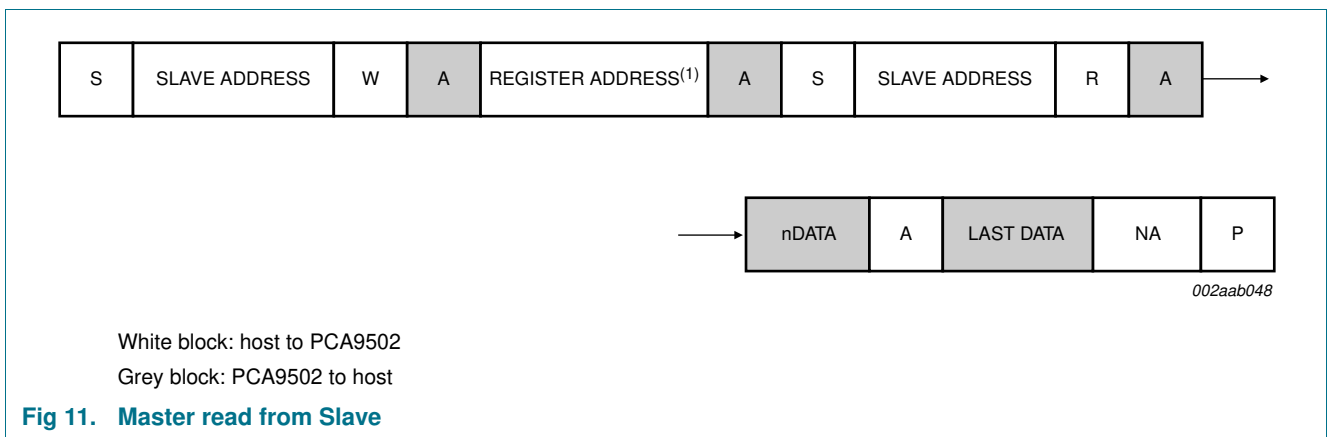 S SLAVE ADDRESS W A REGISTER ADDRESS(1) A S SLAVE ADDRESS R A
nDATA A LAST DATA NA P
002aab048
White block: host to PCA9502
Grey block: PCA9502 to host
Fig 11. Master read from Slave